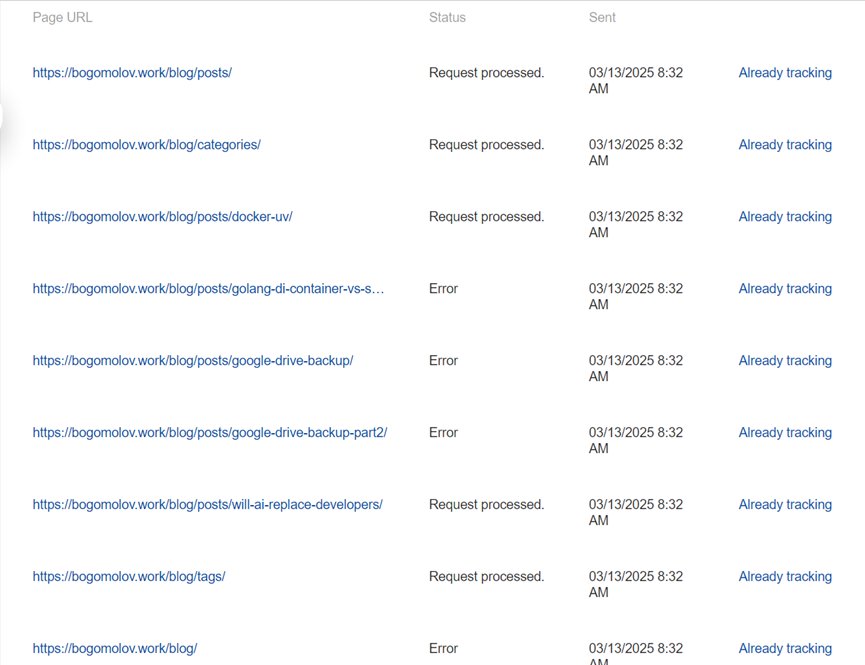 Page URL Status Sent
https://bogomolov.work/blog/posts/ Request processed. 03/13/2025 8:32 Already tracking
AM
https://bogomolov.work/blog/categories/ Request processed. 03/13/2025 8:32 Already tracking
AM
https://bogomolov.work/blog/posts/docker-uv/ Request processed. 03/13/2025 8:32 Already tracking
AM
https://bogomolov.work/blog/posts/golang-di-container-vs-s… Error 03/13/2025 8:32 Already tracking
AM
https://bogomolov.work/blog/posts/google-drive-backup/ Error 03/13/2025 8:32 Already tracking
AM
https://bogomolov.work/blog/posts/google-drive-backup-part2/ Error 03/13/2025 8:32 Already tracking
AM
https://bogomolov.work/blog/posts/will-ai-replace-developers/ Request processed. 03/13/2025 8:32 Already tracking
AM
https://bogomolov.work/blog/tags/ Request processed. 03/13/2025 8:32 Already tracking
AM
https://bogomolov.work/blog/ Error 03/13/2025 8:32 Already tracking
AM